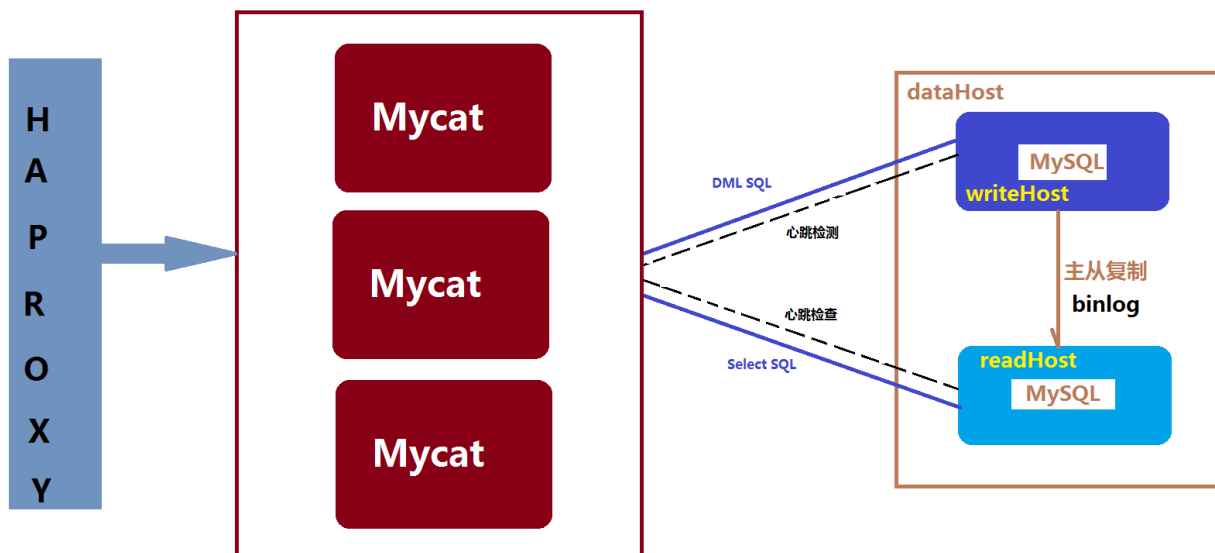 H
A
P
R
O
X
Y
Mycat
Mycat
Mycat
DML SQL
心跳检测
心跳检查
Select SQL
dataHost
MySQL
writeHost
主从复制
binlog
readHost
MySQL